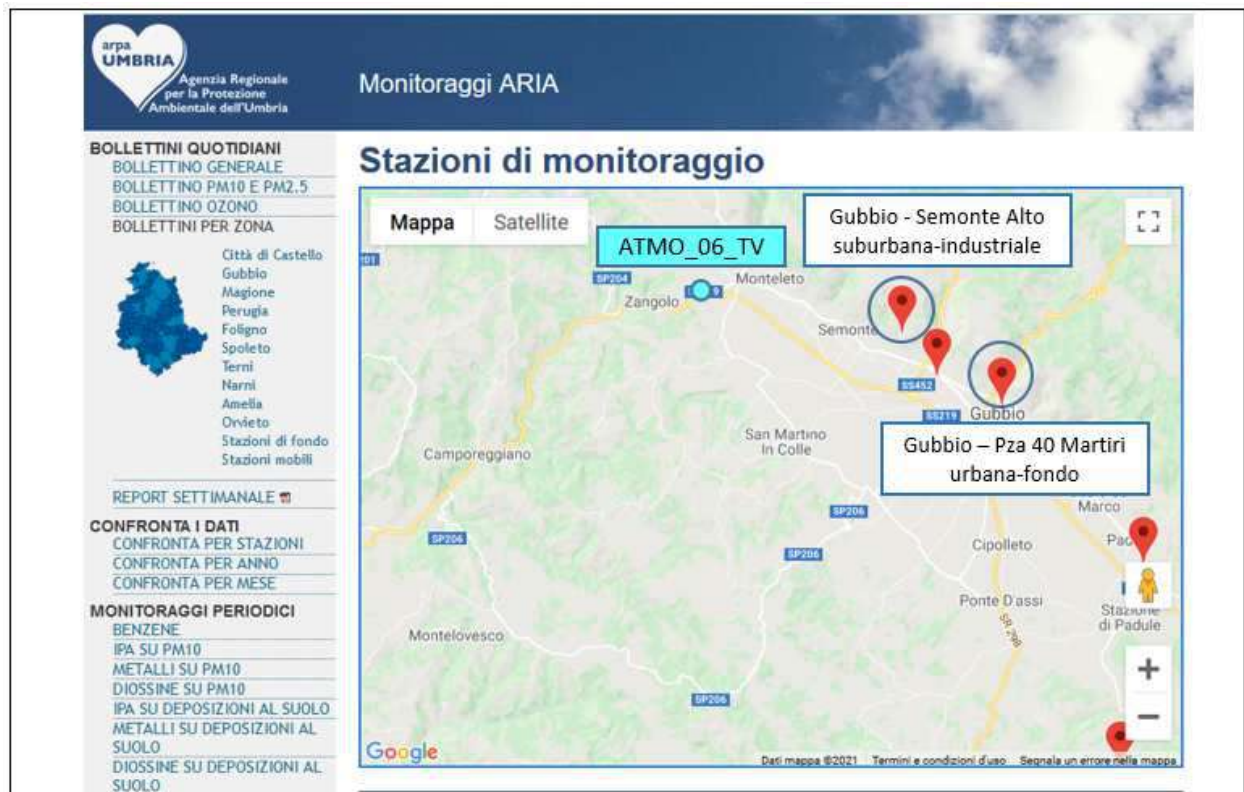 arpa
UMBRIA
Agenzia Regionale
per la Protezione
Ambientale dell'Umbria
Monitoraggi ARIA
BOLLETTINI QUOTIDIANI
BOLLETTINO GENERALE
BOLLETTINO PM10 E PM2.5
BOLLETTINO OZONO
BOLLETTINI PER ZONA
Città di Castello
Gubbio
Magione
Perugia
Foligno
Spoleto
Terni
Narni
Amelia
Orvieto
Stazioni di fondo
Stazioni mobili
REPORT SETTIMANALE
CONFRONTA I DATI
CONFRONTA PER STAZIONI
CONFRONTA PER ANNO
CONFRONTA PER MESE
MONITORAGGI PERIODICI
BENZENE
IPA SU PM10
METALLI SU PM10
DIOSSINE SU PM10
IPA SU DEPOSIZIONI AL SUOLO
METALLI SU DEPOSIZIONI AL
SUOLO
DIOSSINE SU DEPOSIZIONI AL
SUOLO
Stazioni di monitoraggio
Mappa
Satellite
ATMO_06_TV
Gubbio - Semonte Alto
suburbana-industriale
SP204
Monteleto
Zangolo
Semonte
SS452
SS219
Gubbio
Gubbio – Pza 40 Martiri
urbana-fondo
San Martino
In Colle
Camporeggiano
Marco
SP206
SP206
SP206
Cipolleto
Ponte D'assi
SR 298
Stazione
di Padule
Montelovesco
SP206
Google
Dati mappa ©2021
Termini e condizioni d'uso
Segnala un errore nella mappa